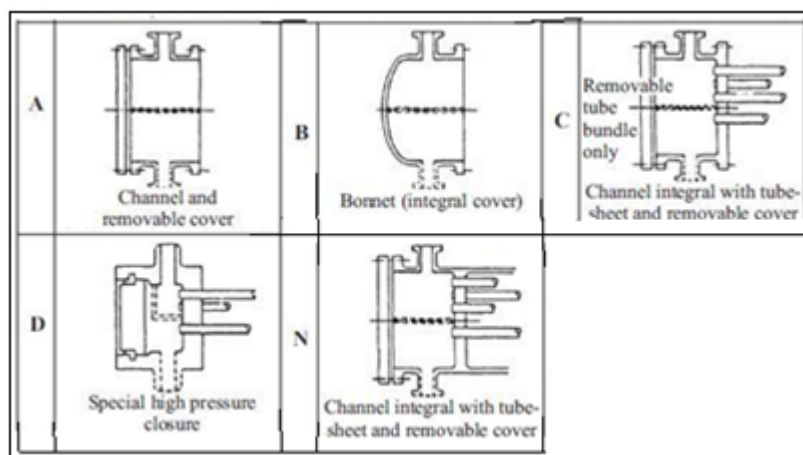 A
Channel and
removable cover
B
Bonnet (integral cover)
C
Removable
tube
bundle
only
Channel integral with tube-
sheet and removable cover
D
Special high pressure
closure
N
Channel integral with tube-
sheet and removable cover